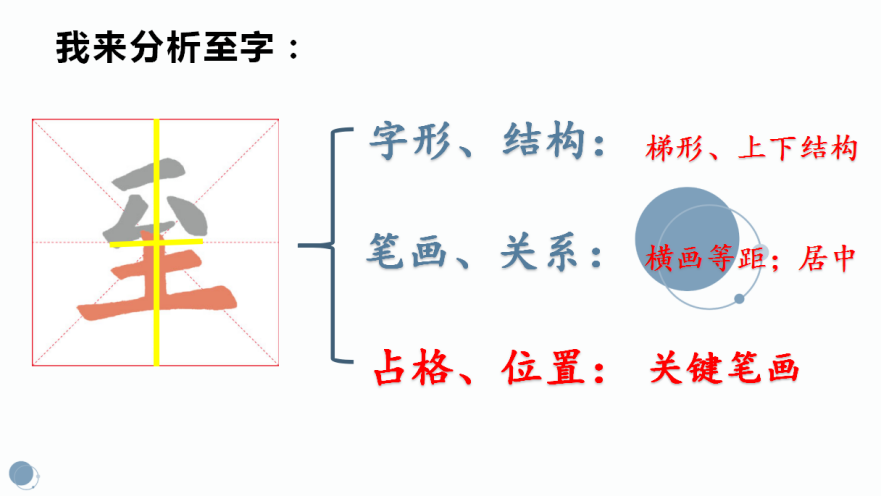 我来分析至字：
至
字形、结构： 梯形、上下结构
笔画、关系： 横画等距；居中
占格、位置： 关键笔画